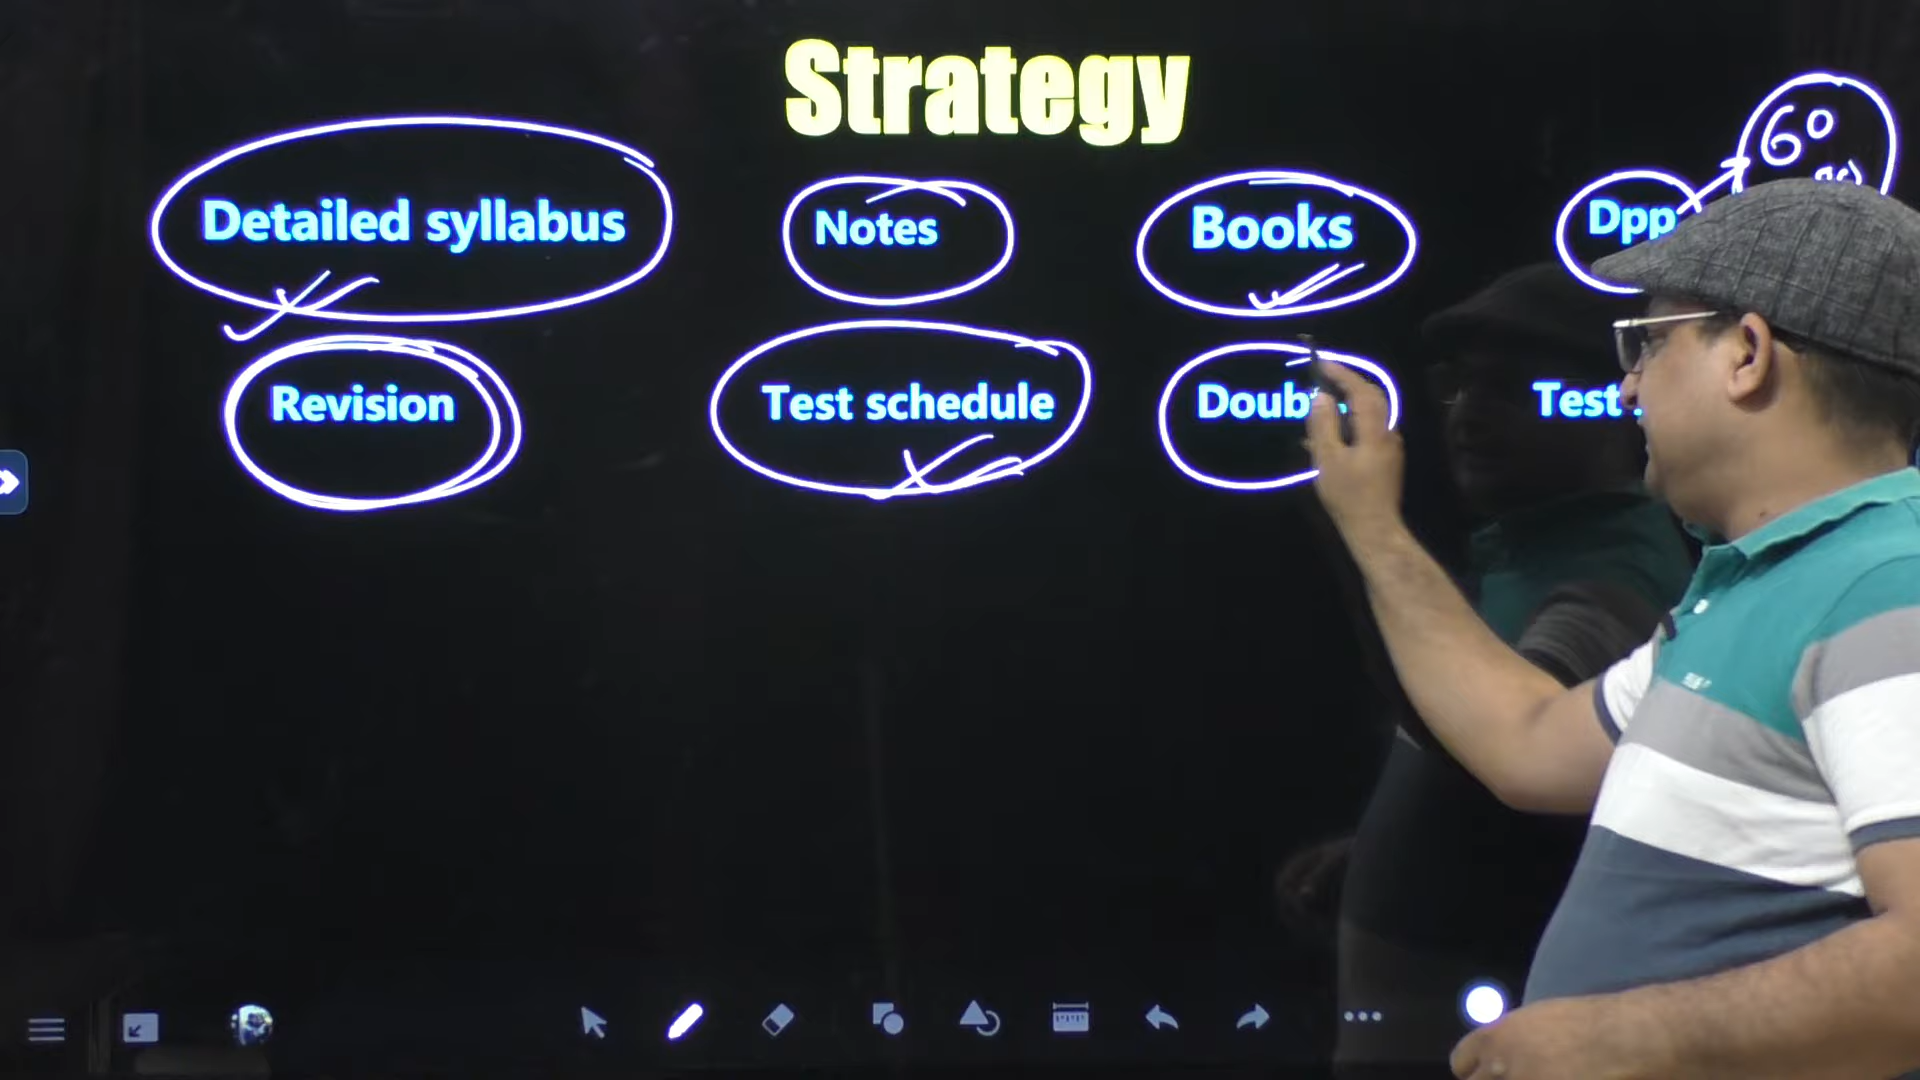 Strategy
60
Detailed syllabus Notes Books Dpp
Revision Test schedule Test